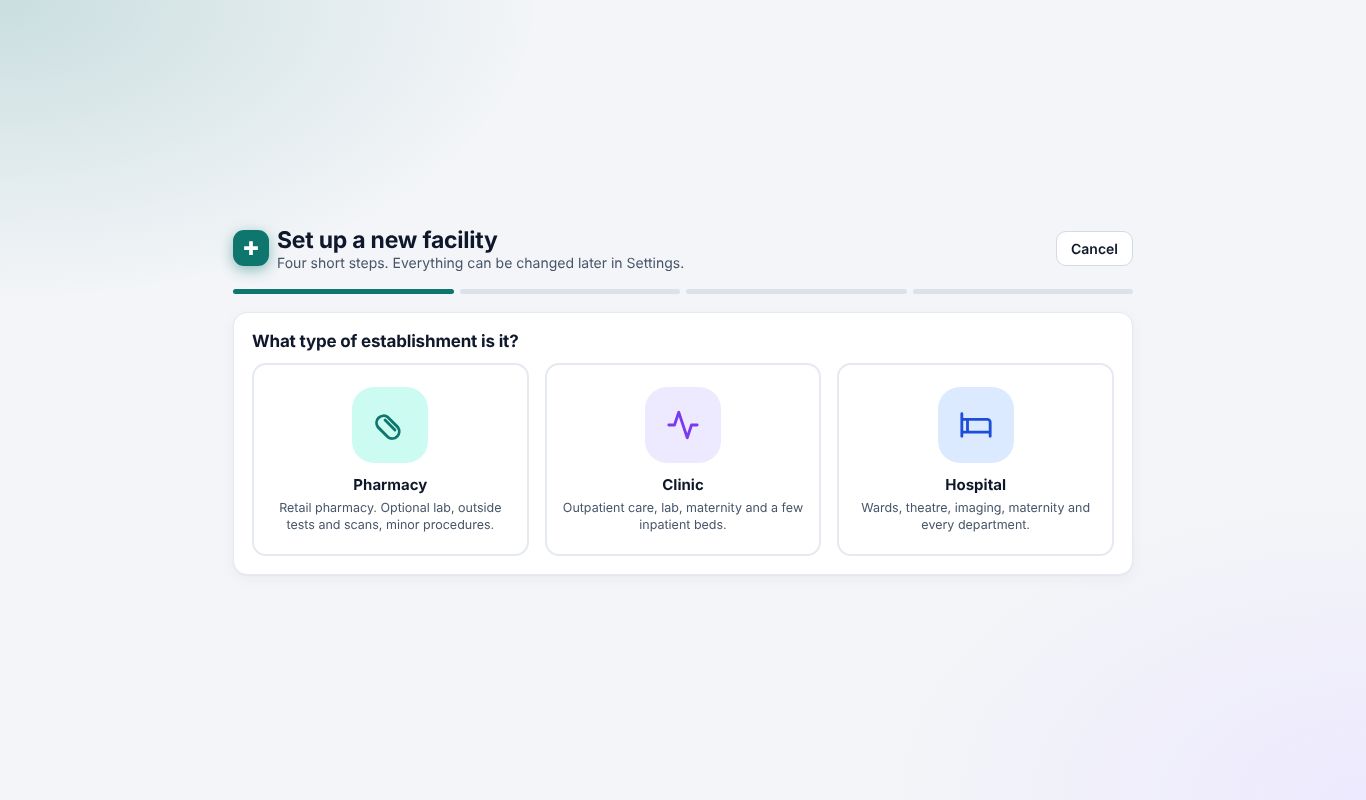 Set up a new facility
Four short steps. Everything can be changed later in Settings.
Cancel
What type of establishment is it?
Pharmacy
Retail pharmacy. Optional lab, outside
tests and scans, minor procedures.
Clinic
Outpatient care, lab, maternity and a few
inpatient beds.
Hospital
Wards, theatre, imaging, maternity and
every department.